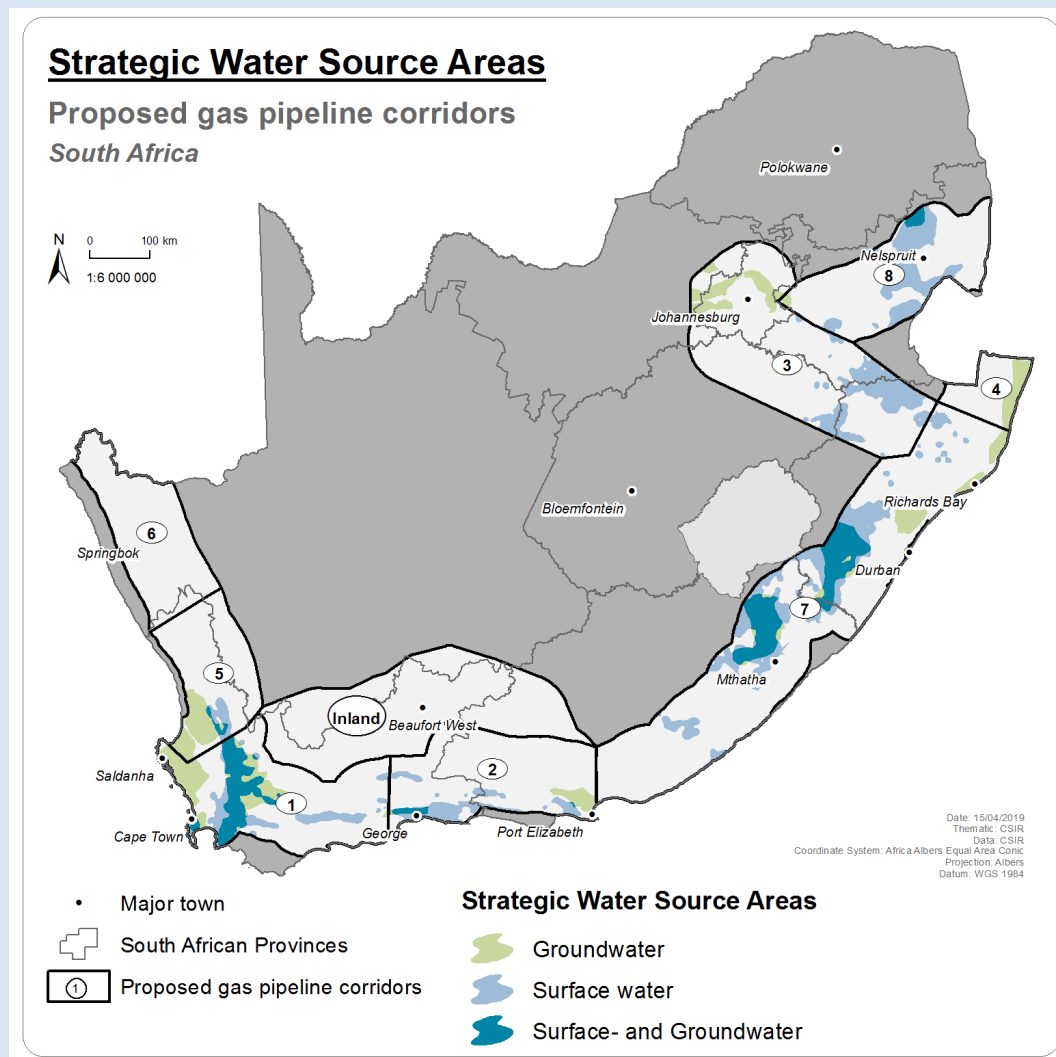 Strategic Water Source Areas
Proposed gas pipeline corridors
South Africa
Polokwane
N
0 100 km
1:6 000 000
Nelspruit
8
Johannesburg
3
4
Bloemfontein
Richards Bay
6
Springbok
Durban
7
5
Mthatha
Inland
Beaufort West
2
Saldanha
1
Cape Town
George
Port Elizabeth
Date: 15/04/2019
Thematic: CSIR
Data: CSIR
Coordinate System: Africa Albers Equal Area Conic
Projection: Albers
Datum: WGS 1984
Major town
South African Provinces
1 Proposed gas pipeline corridors
Strategic Water Source Areas
Groundwater
Surface water
Surface- and Groundwater